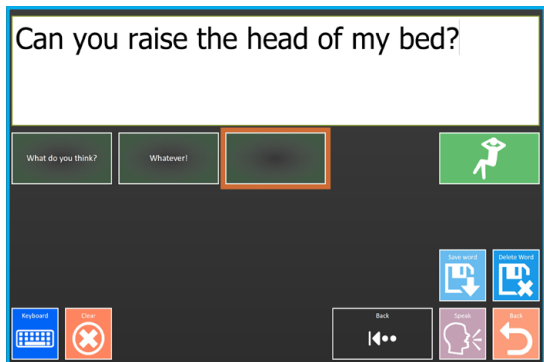 Can you raise the head of my bed?
What do you think?
Whatever!
Save word
Delete Word
Keyboard
Clear
Back
Speak
Back